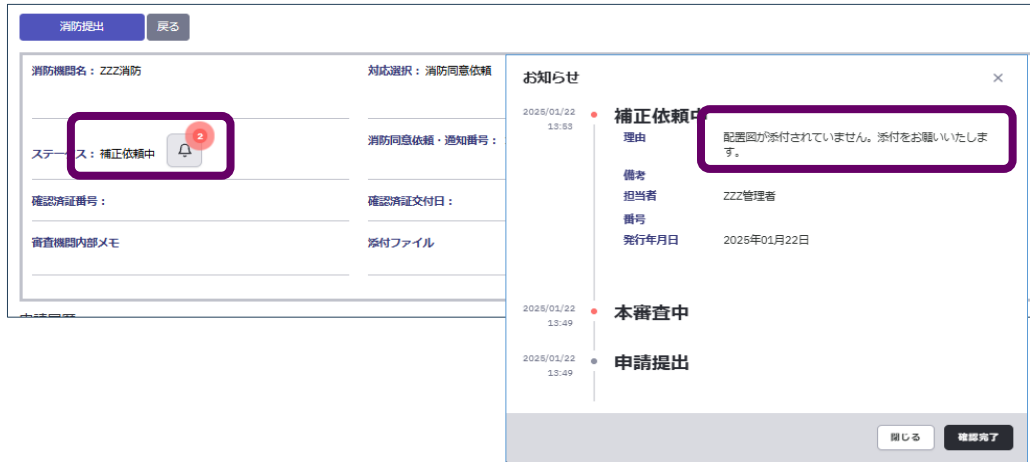 消防提出 戻る
消防機関名： ZZZ消防 対応選択： 消防同意依頼
ステータス： 補正依頼中 2 消防同意依頼・通知番号：
確認済証番号： 確認済証交付日：
審査機関内部メモ 添付ファイル
お知らせ ×
2025/01/22
13:53
補正依頼中
理由 配置図が添付されていません。添付をお願いいたしま
す。
備考
担当者 ZZZ管理者
番号
発行年月日 2025年01月22日
2025/01/22
13:49
本審査中
2025/01/22
13:49
申請提出
閉じる 確認完了